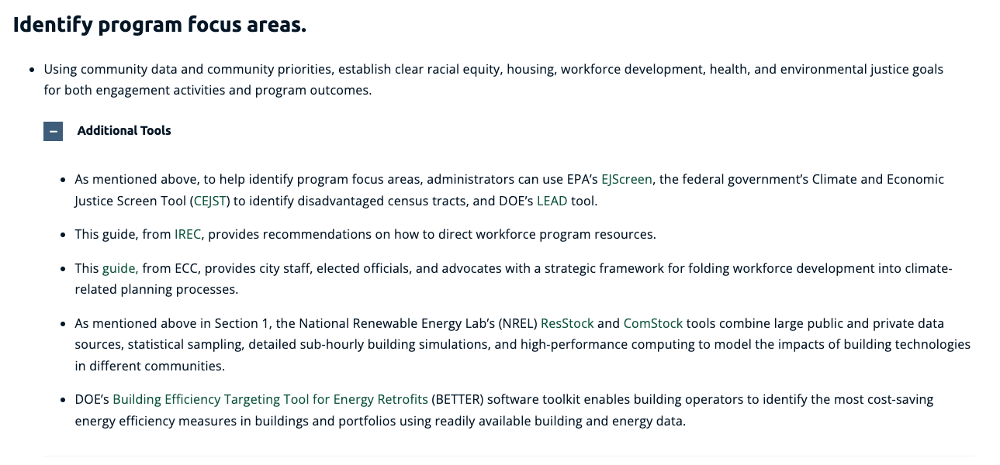 Identify program focus areas.
• Using community data and community priorities, establish clear racial equity, housing, workforce development, health, and environmental justice goals
for both engagement activities and program outcomes.
− Additional Tools
• As mentioned above, to help identify program focus areas, administrators can use EPA’s EJScreen, the federal government’s Climate and Economic
Justice Screen Tool (CEJST) to identify disadvantaged census tracts, and DOE’s LEAD tool.
• This guide, from IREC, provides recommendations on how to direct workforce program resources.
• This guide, from ECC, provides city staff, elected officials, and advocates with a strategic framework for folding workforce development into climate-
related planning processes.
• As mentioned above in Section 1, the National Renewable Energy Lab’s (NREL) ResStock and ComStock tools combine large public and private data
sources, statistical sampling, detailed sub-hourly building simulations, and high-performance computing to model the impacts of building technologies
in different communities.
• DOE’s Building Efficiency Targeting Tool for Energy Retrofits (BETTER) software toolkit enables building operators to identify the most cost-saving
energy efficiency measures in buildings and portfolios using readily available building and energy data.